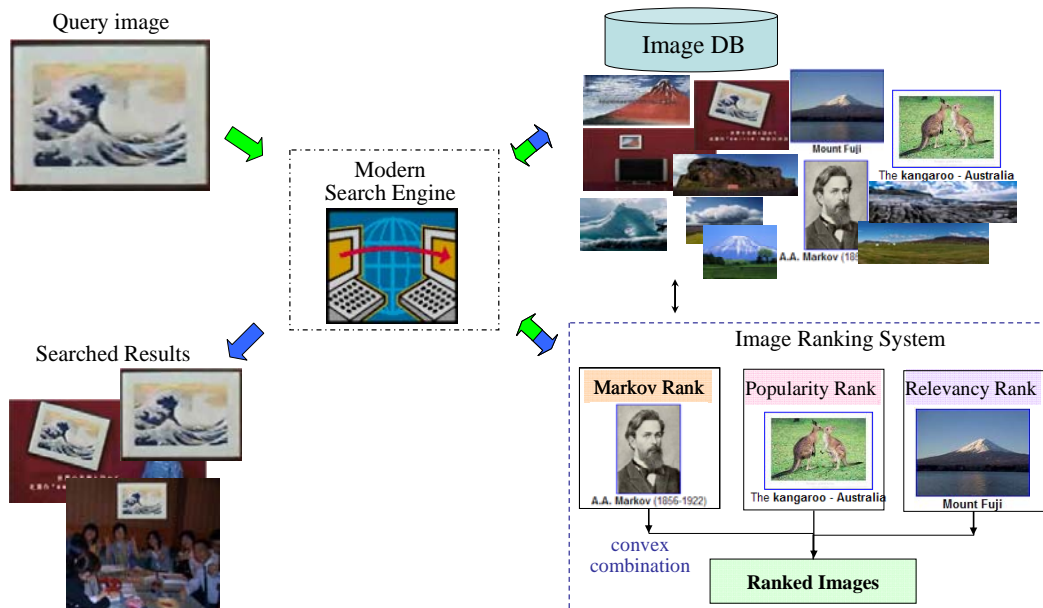 Query image
Image DB
Mount Fuji
The kangaroo - Australia
A.A. Markov (18
Modern
Search Engine
Searched Results
Image Ranking System
Markov Rank
Popularity Rank
Relevancy Rank
A.A. Markov (1856-1922)
The kangaroo - Australia
Mount Fuji
convex
combination
Ranked Images